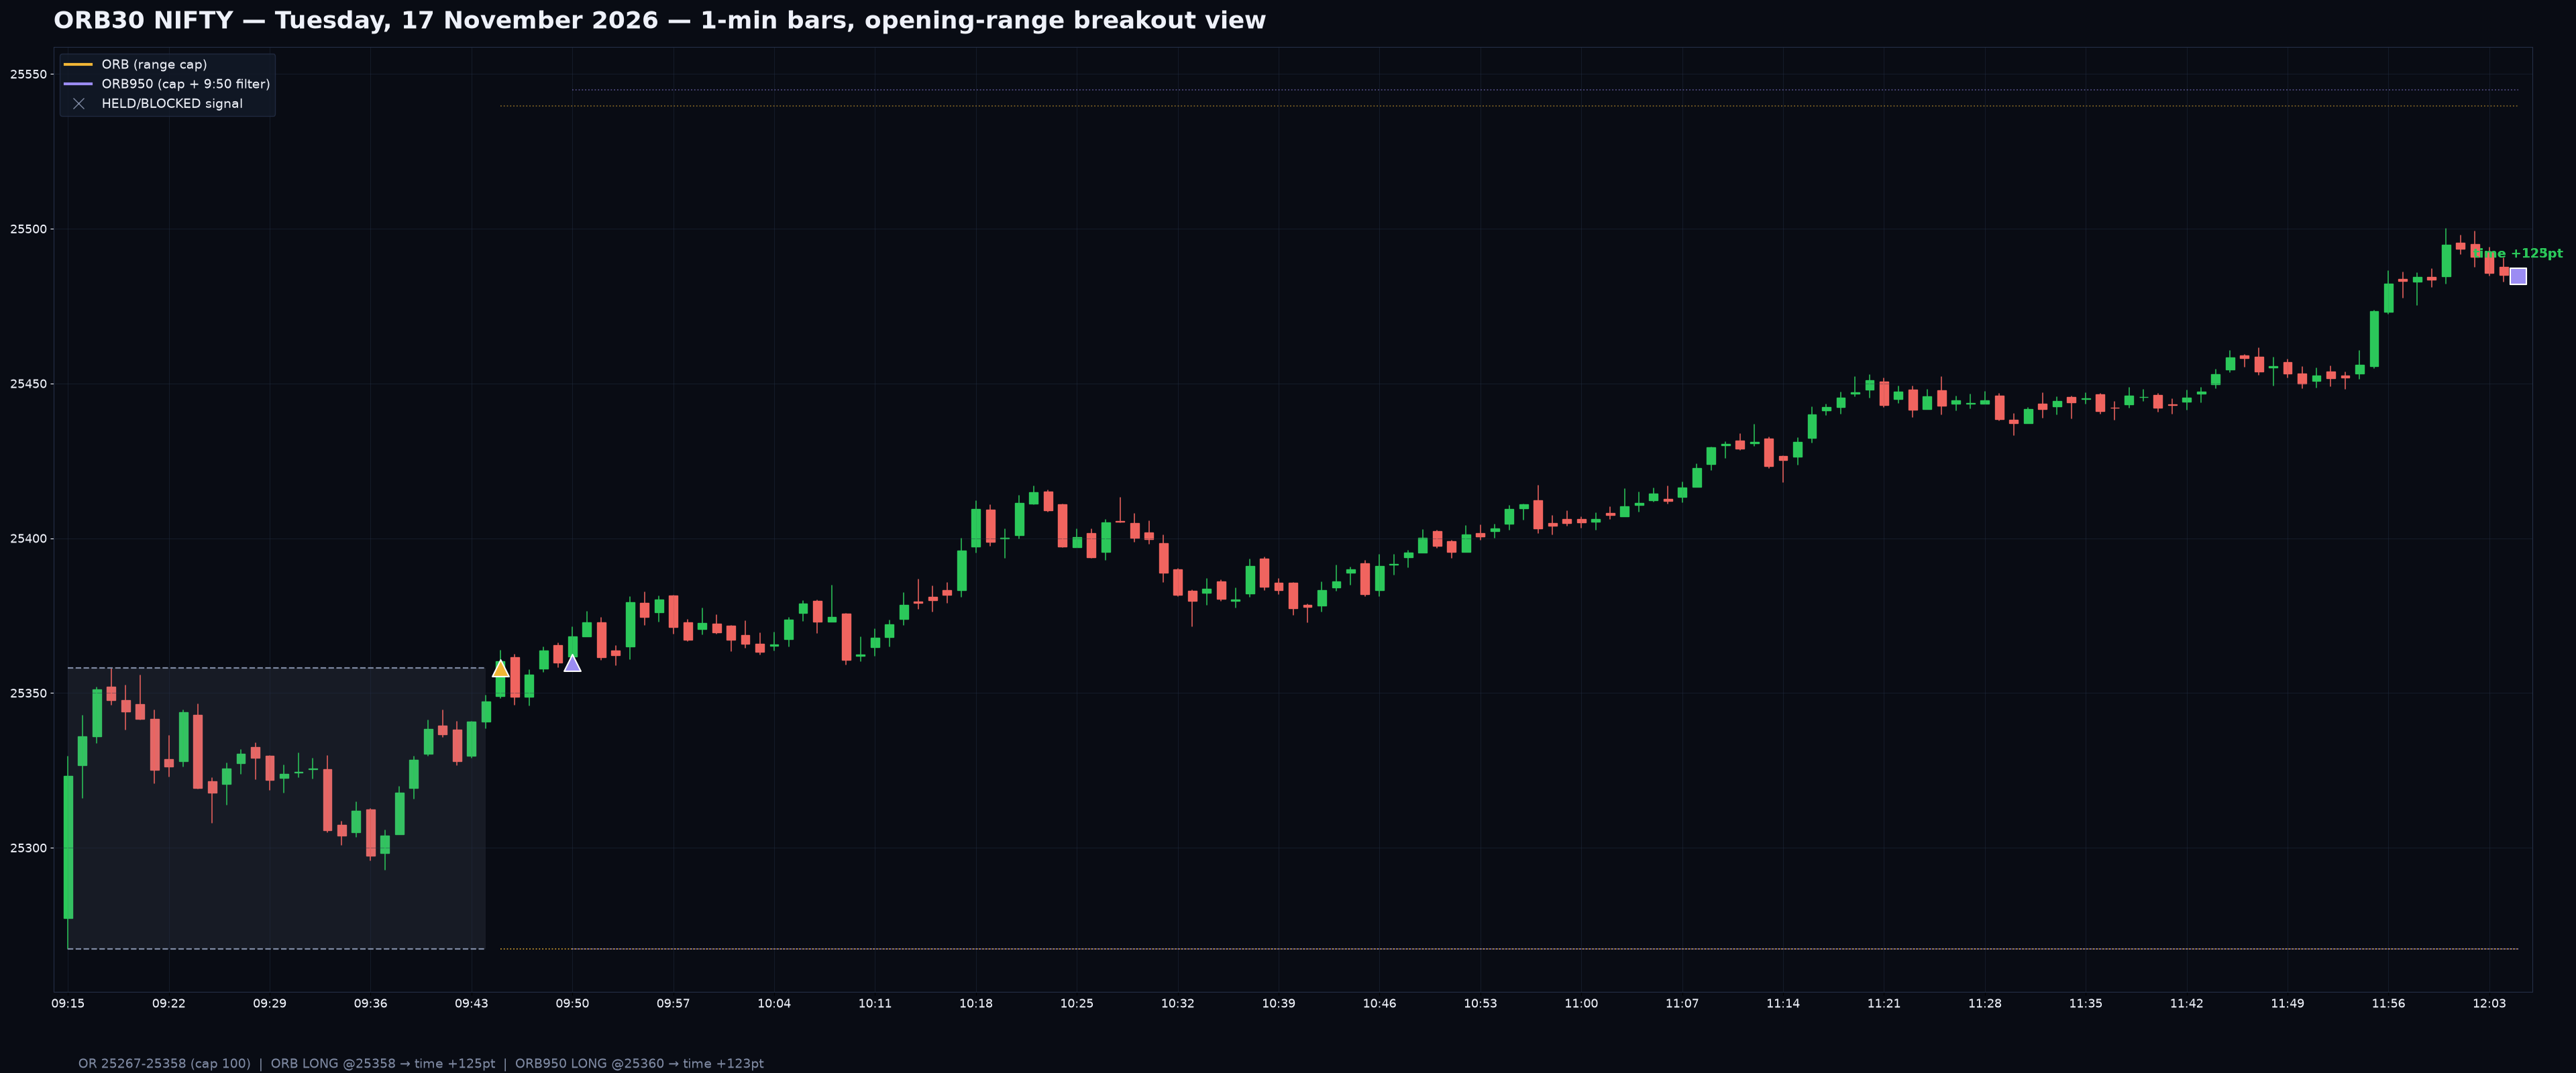 ORB30 NIFTY — Tuesday, 17 November 2026 — 1-min bars, opening-range breakout view
ORB (range cap)
ORB950 (cap + 9:50 filter)
HELD/BLOCKED signal
25550
25500
25450
25400
25350
25300
+125pt
09:15 09:22 09:29 09:36 09:43 09:50 09:57 10:04 10:11 10:18 10:25 10:32 10:39 10:46 10:53 11:00 11:07 11:14 11:21 11:28 11:35 11:42 11:49 11:56 12:03
OR 25267-25358 (cap 100) | ORB LONG @25358 → time +125pt | ORB950 LONG @25360 → time +123pt